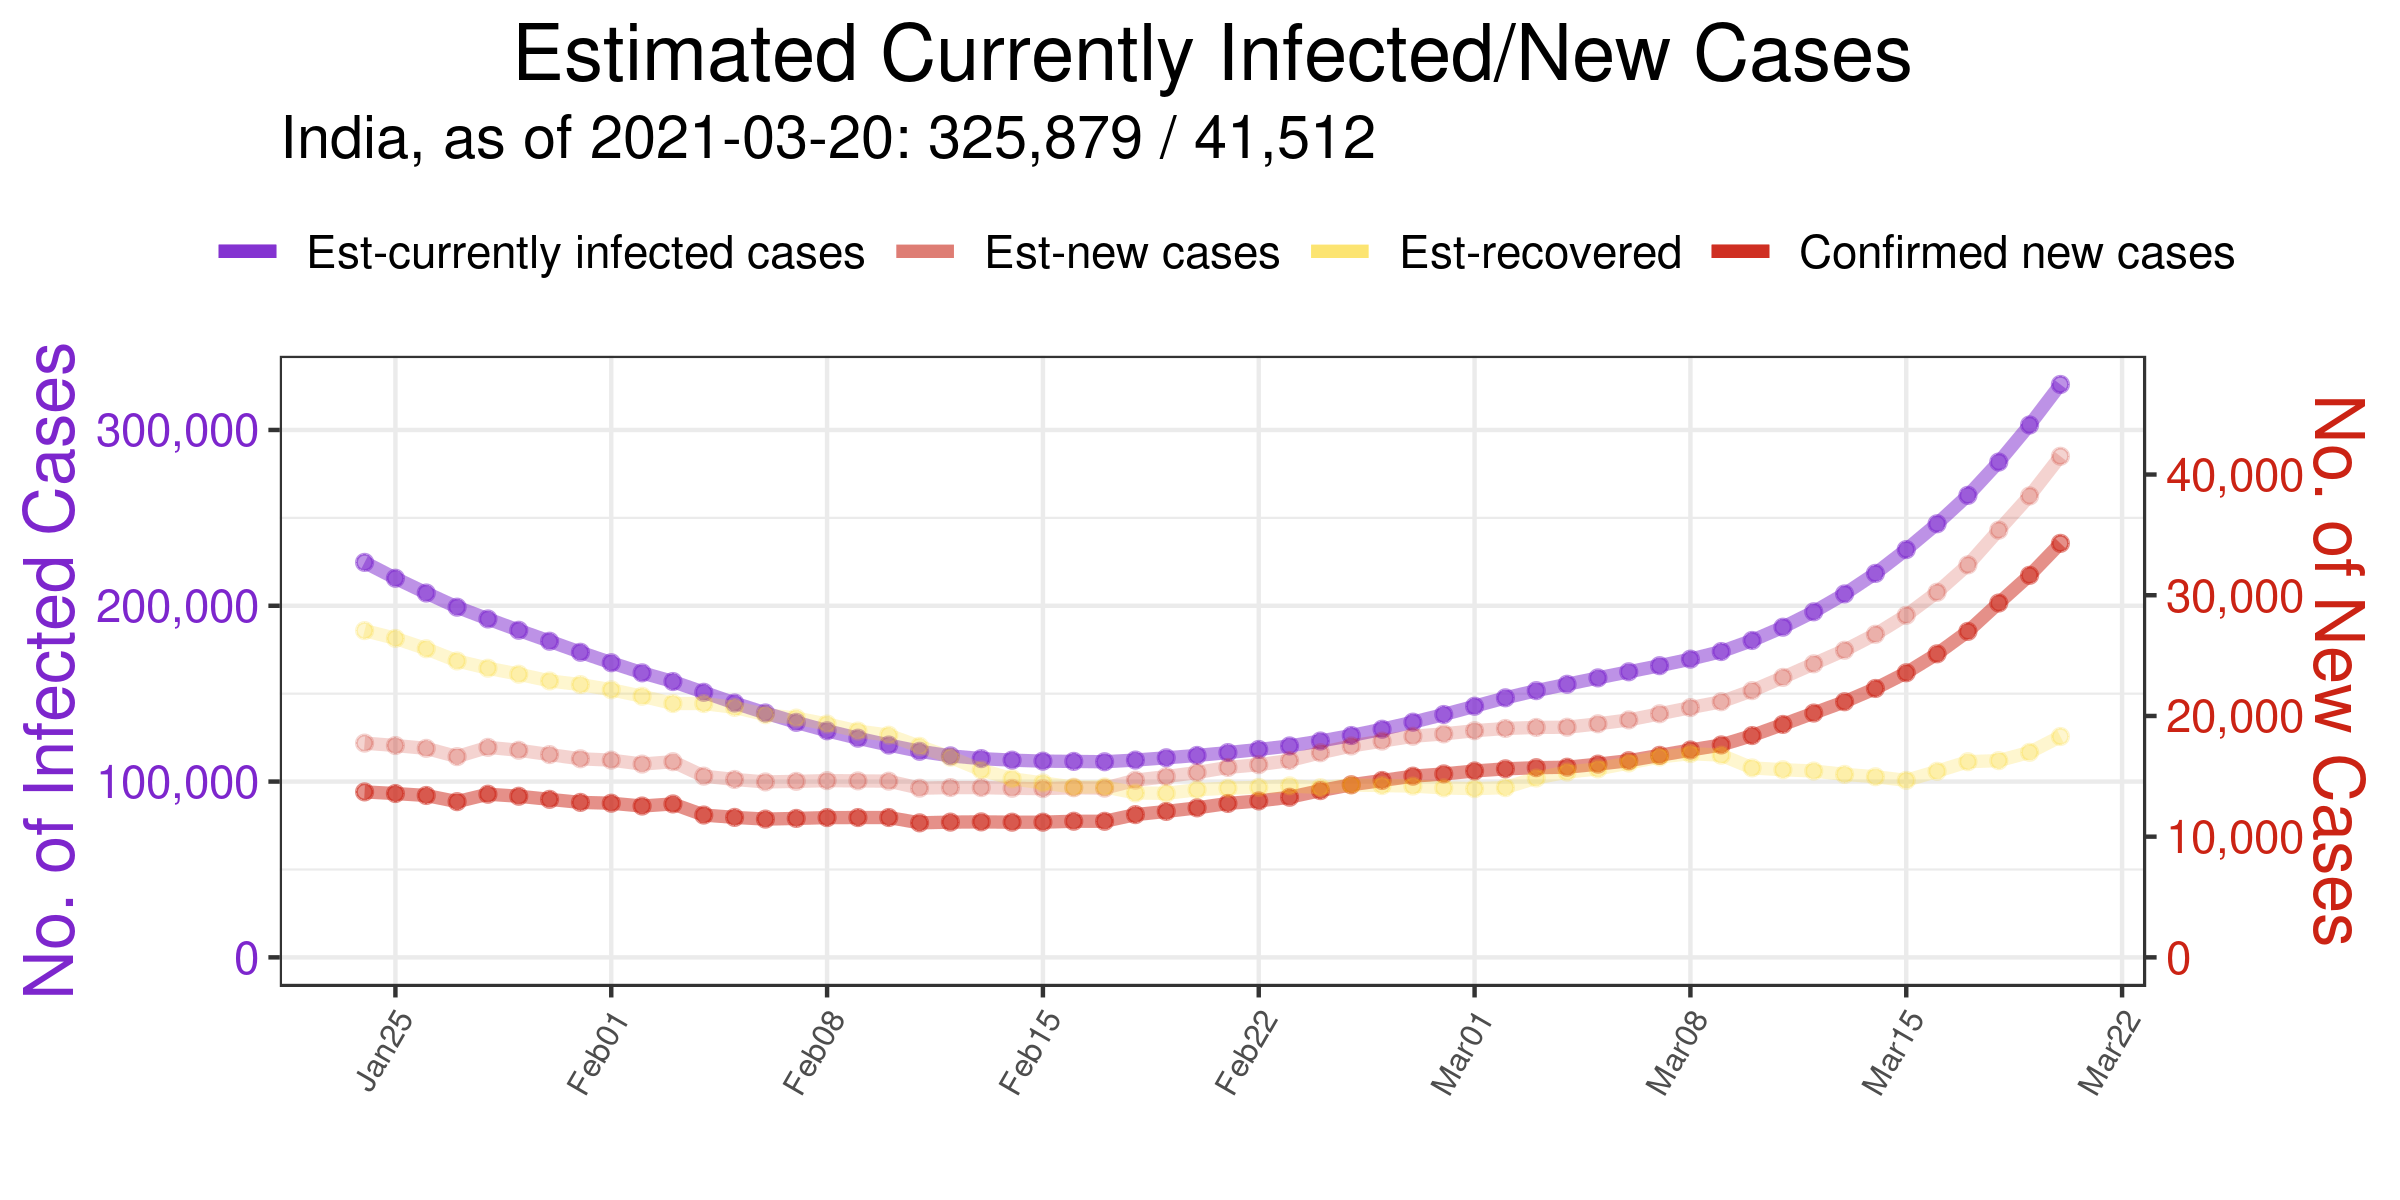 Estimated Currently Infected/New Cases
India, as of 2021-03-20: 325,879 / 41,512
Est-currently infected cases Est-new cases Est-recovered Confirmed new cases
No. of Infected Cases
300,000
200,000
100,000
0
No. of New Cases
40,000
30,000
20,000
10,000
0
Jan25 Feb01 Feb08 Feb15 Feb22 Mar01 Mar08 Mar15 Mar22